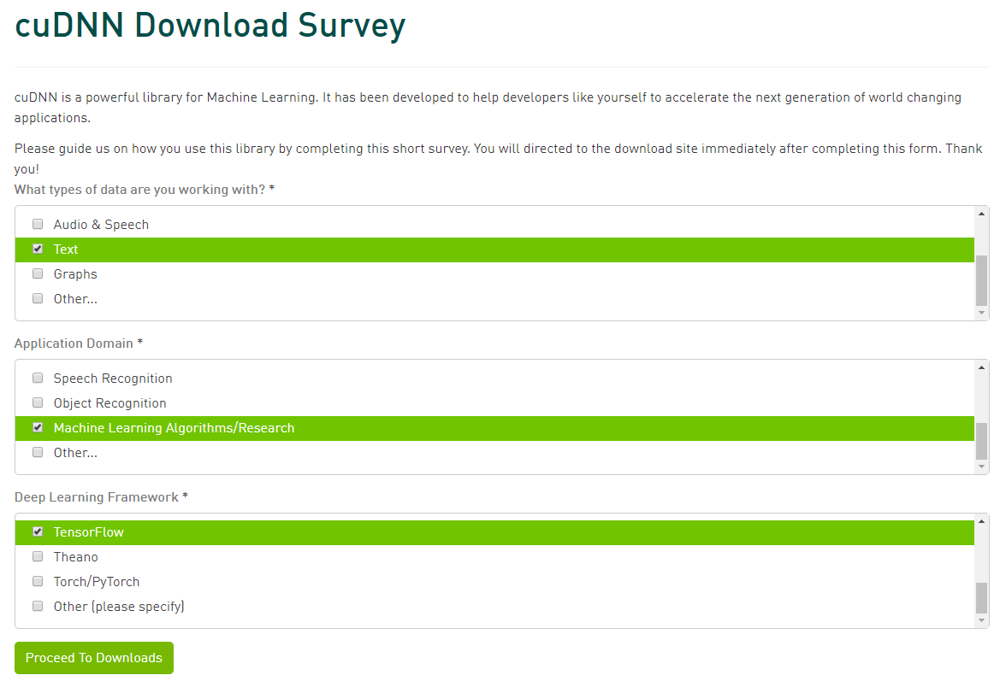 cuDNN Download Survey
cuDNN is a powerful library for Machine Learning. It has been developed to help developers like yourself to accelerate the next generation of world changing
applications.
Please guide us on how you use this library by completing this short survey. You will directed to the download site immediately after completing this form. Thank
you!
What types of data are you working with? *
Audio & Speech
Text
Graphs
Other...
Application Domain *
Speech Recognition
Object Recognition
Machine Learning Algorithms/Research
Other...
Deep Learning Framework *
TensorFlow
Theano
Torch/PyTorch
Other (please specify)
Proceed To Downloads